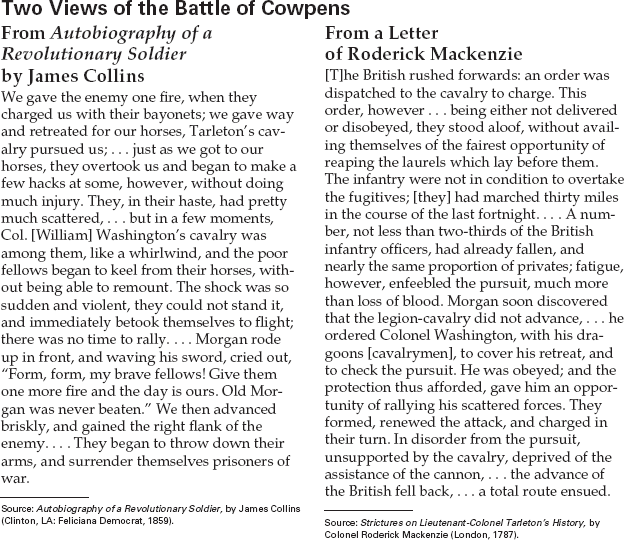 Two Views of the Battle of Cowpens
From Autobiography of a
Revolutionary Soldier
by James Collins
We gave the enemy one fire, when they
charged us with their bayonets; we gave way
and retreated for our horses, Tarleton's cav-
alry pursued us; . . . just as we got to our
horses, they overtook us and began to make a
few hacks at some, however, without doing
much injury. They, in their haste, had pretty
much scattered, . . . but in a few moments,
Col. [William] Washington's cavalry was
among them, like a whirlwind, and the poor
fellows began to keel from their horses, with-
out being able to remount. The shock was so
sudden and violent, they could not stand it,
and immediately betook themselves to flight;
there was no time to rally. . . . Morgan rode
up in front, and waving his sword, cried out,
"Form, form, my brave fellows! Give them
one more fire and the day is ours. Old Mor-
gan was never beaten." We then advanced
briskly, and gained the right flank of the
enemy. . . . They began to throw down their
arms, and surrender themselves prisoners of
war.
Source: Autobiography of a Revolutionary Soldier, by James Collins
(Clinton, LA: Feliciana Democrat, 1859).
From a Letter
of Roderick Mackenzie
[T]he British rushed forwards: an order was
dispatched to the cavalry to charge. This
order, however . . . being either not delivered
or disobeyed, they stood aloof, without avail-
ing themselves of the fairest opportunity of
reaping the laurels which lay before them.
The infantry were not in condition to overtake
the fugitives; [they] had marched thirty miles
in the course of the last fortnight. . . . A num-
ber, not less than two-thirds of the British
infantry officers, had already fallen, and
nearly the same proportion of privates; fatigue,
however, enfeebled the pursuit, much more
than loss of blood. Morgan soon discovered
that the legion-cavalry did not advance, . . . he
ordered Colonel Washington, with his dra-
goons [cavalrymen], to cover his retreat, and
to check the pursuit. He was obeyed; and the
protection thus afforded, gave him an oppor-
tunity of rallying his scattered forces. They
formed, renewed the attack, and charged in
their turn. In disorder from the pursuit,
unsupported by the cavalry, deprived of the
assistance of the cannon, . . . the advance of
the British fell back, . . . a total route ensued.
Source: Strictures on Lieutenant-Colonel Tarleton's History, by
Colonel Roderick Mackenzie (London, 1787).